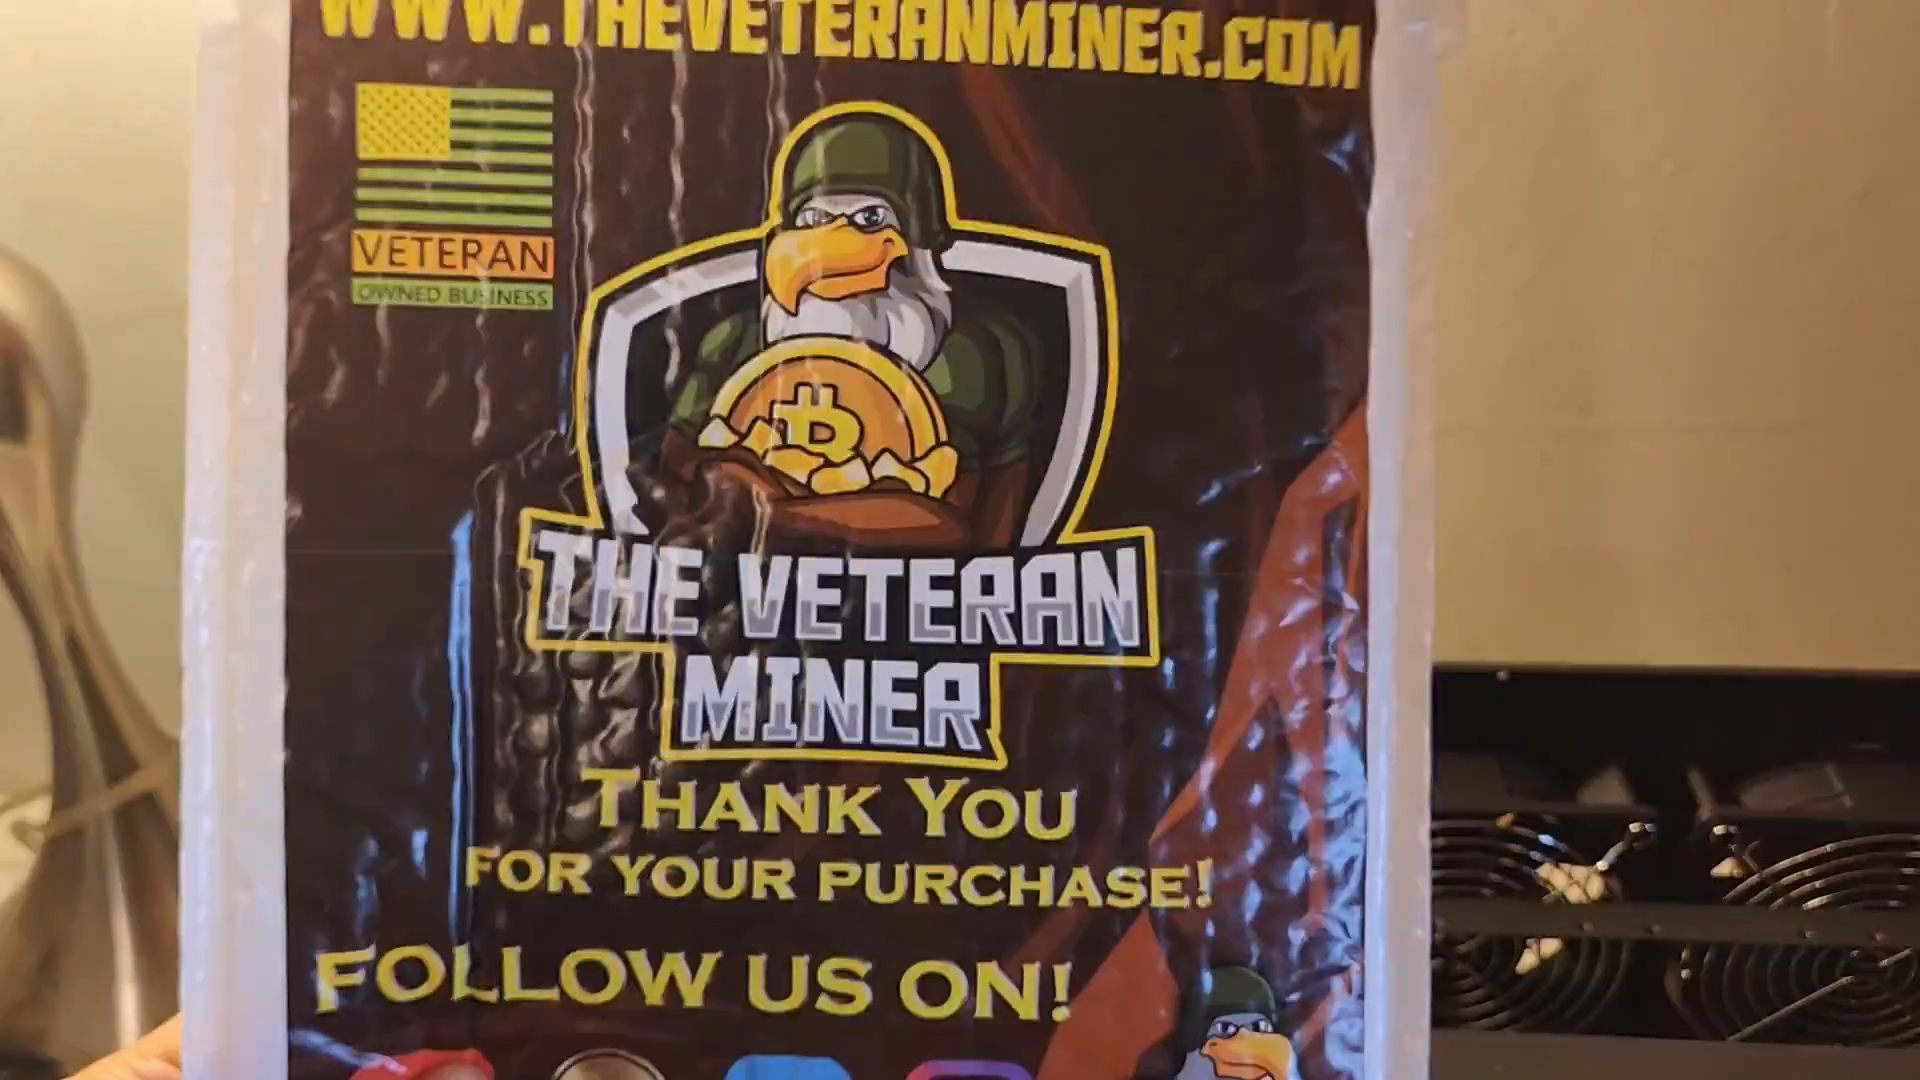 WWW.THEVETERANMINER.COM
VETERAN
OWNED BUSINESS
THE VETERAN
MINER
THANK YOU
FOR YOUR PURCHASE!
FOLLOW US ON!